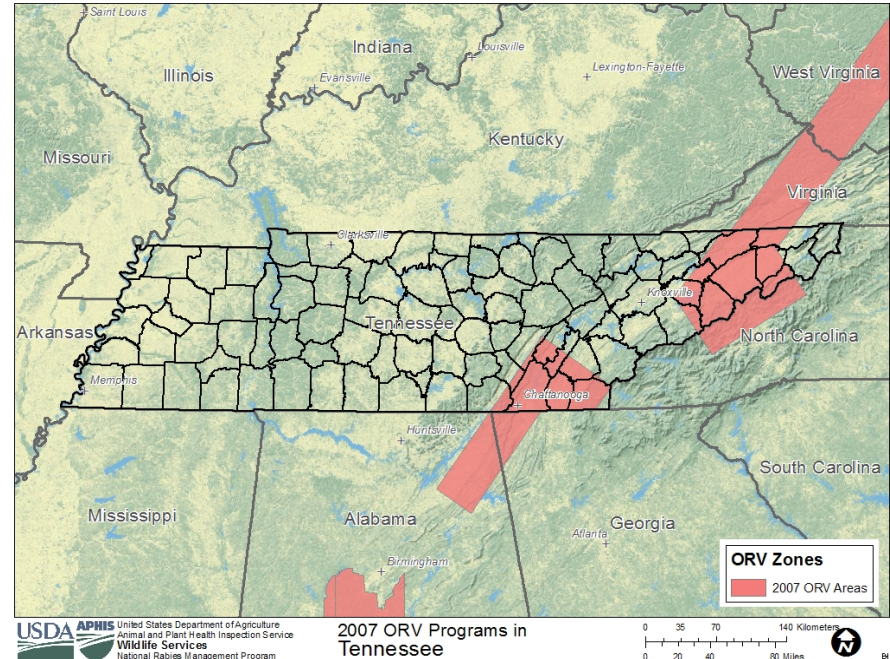 Saint Louis
Indiana
Louisville
Illinois
Evansville
Lexington-Fayette
West Virginia
Kentucky
Missouri
Virginia
Clarksville
Knoxville
Arkansas
Tennessee
North Carolina
Memphis
Chattanooga
Huntsville
South Carolina
Mississippi
Alabama
Georgia
Atlanta
Birmingham
ORV Zones
2007 ORV Areas
USDA
APHIS
United States Department of Agriculture
Animal and Plant Health Inspection Service
Wildlife Services
National Rabies Management Program
2007 ORV Programs in
Tennessee
0 35 70 140 Kilometers
0 20 40 80 Miles
N